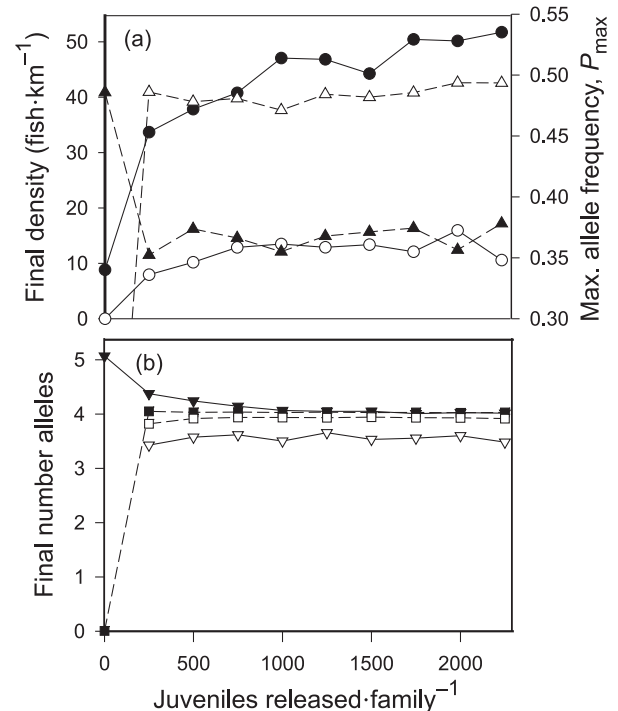 (a)
Final density (fish·km⁻¹)
50
40
30
20
10
0
Max. allele frequency, Pmax
0.55
0.50
0.45
0.40
0.35
0.30
(b)
Final number alleles
5
4
3
2
1
0
0 500 1000 1500 2000
Juveniles released·family⁻¹